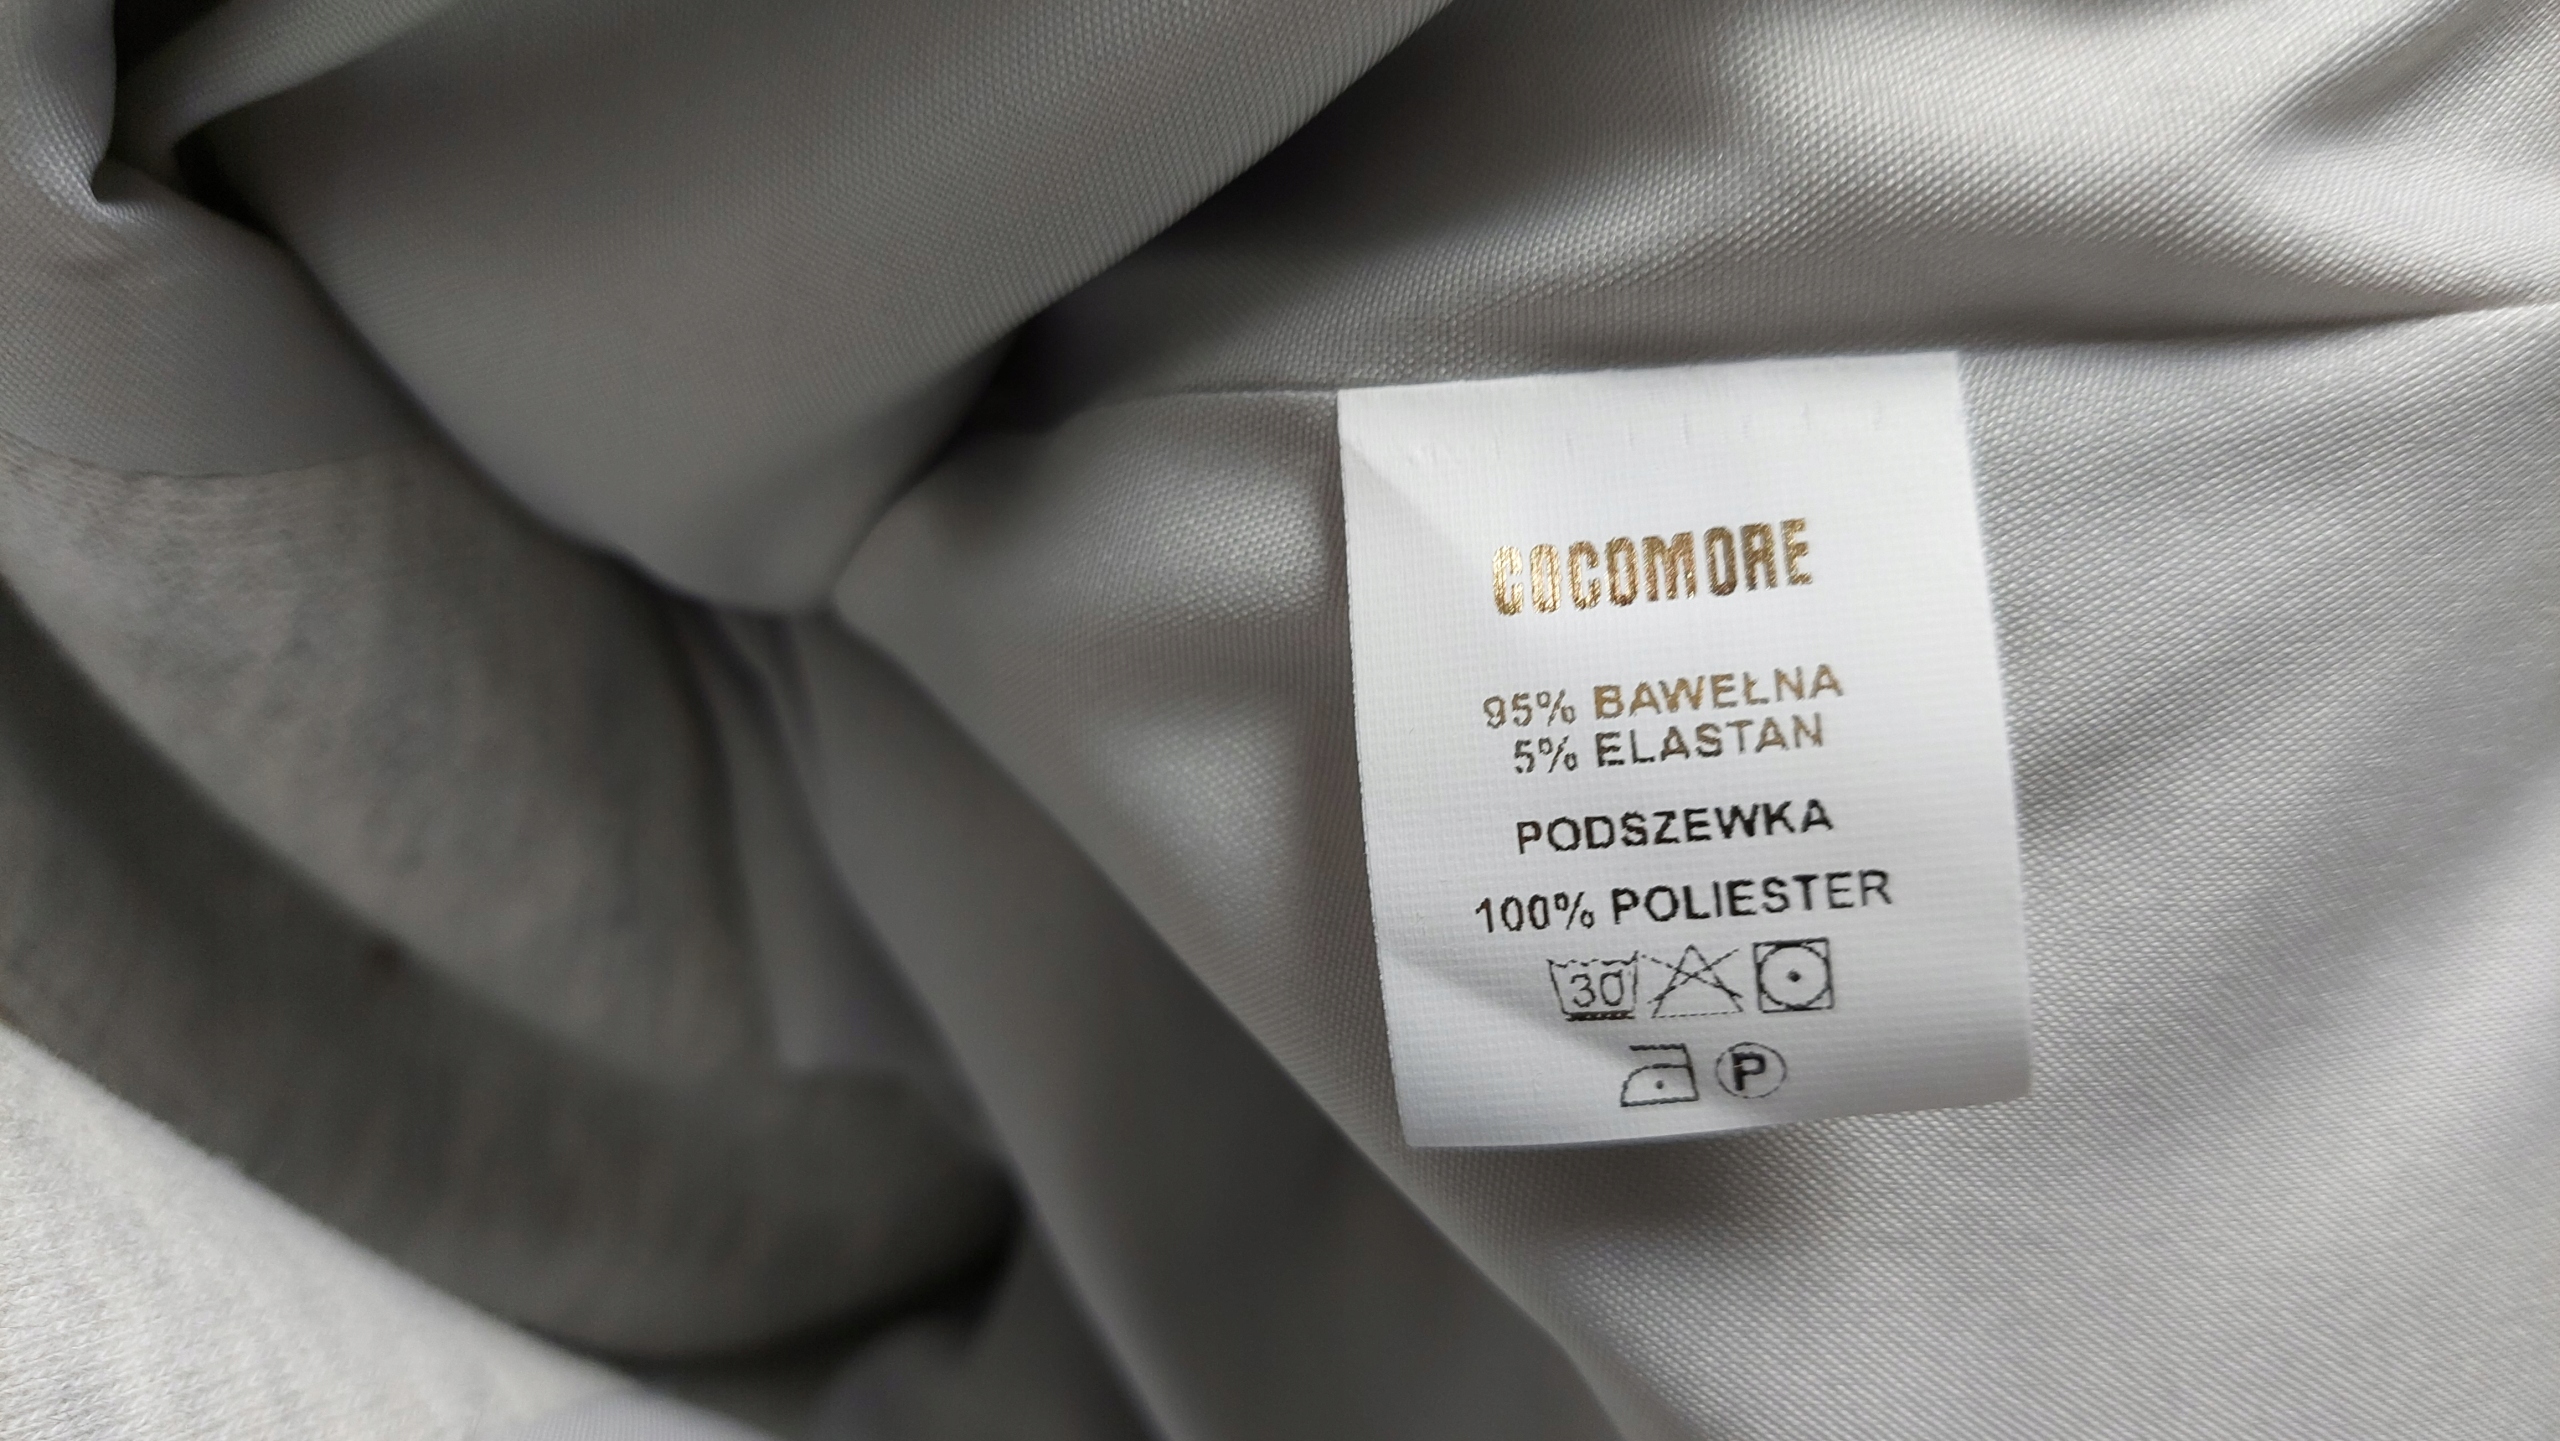 COCOMORE
95% BAWEŁNA
5% ELASTAN
PODSZEWKA
100% POLIESTER
30
P